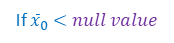 If x̄₀ < null value